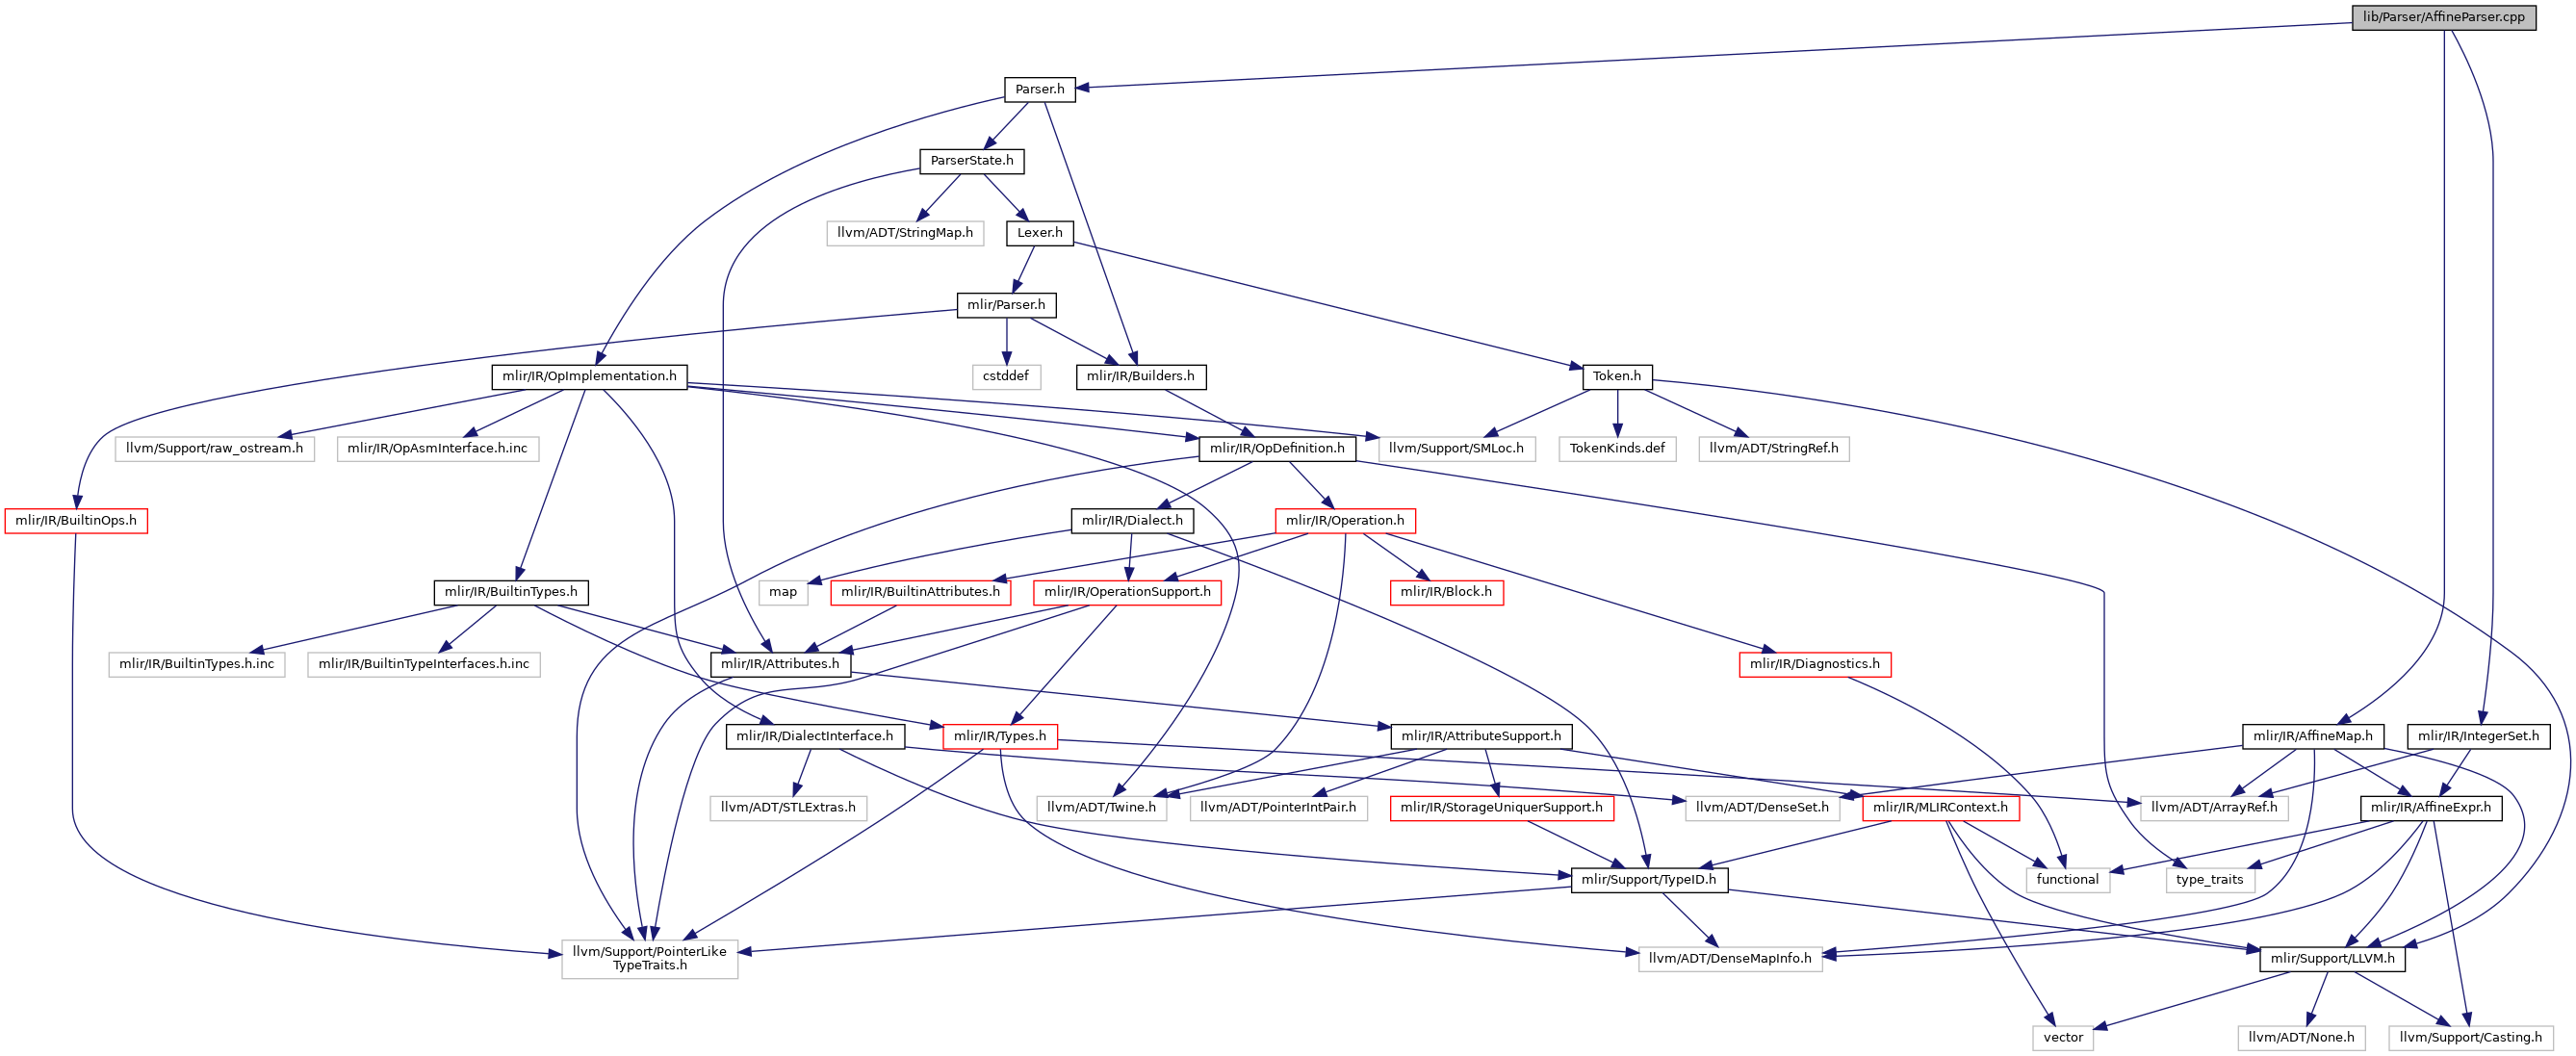 lib/Parser/AffineParser.cpp
Parser.h
ParserState.h
llvm/ADT/StringMap.h
Lexer.h
mlir/Parser.h
mlir/IR/OpImplementation.h
cstddef
mlir/IR/Builders.h
Token.h
llvm/Support/raw_ostream.h
mlir/IR/OpAsmInterface.h.inc
mlir/IR/OpDefinition.h
llvm/Support/SMLoc.h
TokenKinds.def
llvm/ADT/StringRef.h
mlir/IR/BuiltinOps.h
mlir/IR/Dialect.h
mlir/IR/Operation.h
mlir/IR/BuiltinTypes.h
map
mlir/IR/BuiltinAttributes.h
mlir/IR/OperationSupport.h
mlir/IR/Block.h
mlir/IR/BuiltinTypes.h.inc
mlir/IR/BuiltinTypeInterfaces.h.inc
mlir/IR/Attributes.h
mlir/IR/Diagnostics.h
mlir/IR/DialectInterface.h
mlir/IR/Types.h
mlir/IR/AttributeSupport.h
mlir/IR/AffineMap.h
mlir/IR/IntegerSet.h
llvm/ADT/STLExtras.h
llvm/ADT/Twine.h
llvm/ADT/PointerIntPair.h
mlir/IR/StorageUniquerSupport.h
llvm/ADT/DenseSet.h
mlir/IR/MLIRContext.h
llvm/ADT/ArrayRef.h
mlir/IR/AffineExpr.h
mlir/Support/TypeID.h
functional
type_traits
llvm/Support/PointerLike
TypeTraits.h
llvm/ADT/DenseMapInfo.h
mlir/Support/LLVM.h
vector
llvm/ADT/None.h
llvm/Support/Casting.h